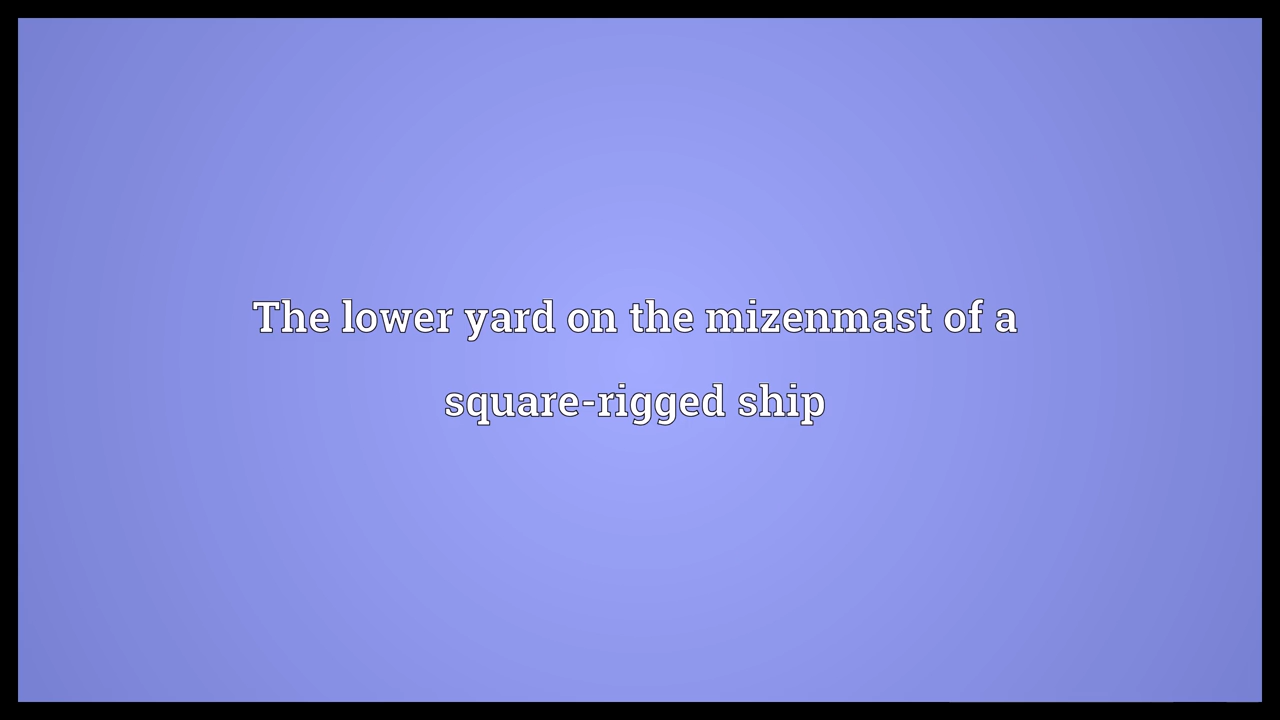 The lower yard on the mizenmast of a
square-rigged ship